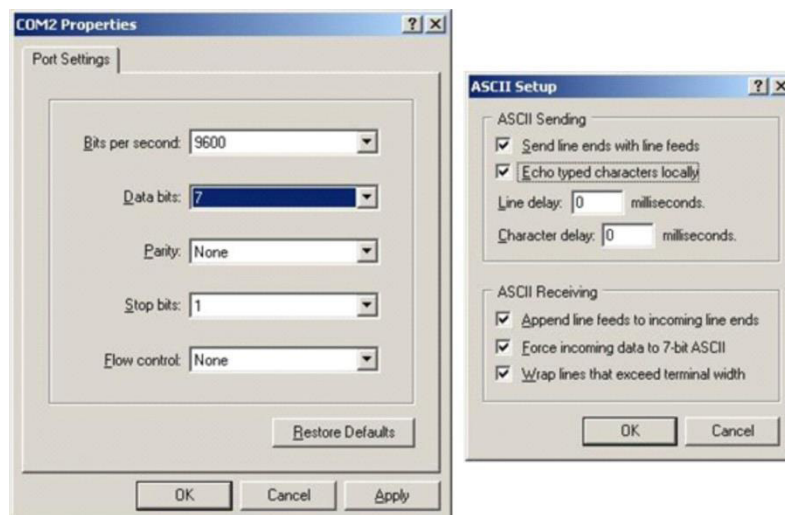 COM2 Properties
Port Settings
Bits per second: 9600
Data bits: 7
Parity: None
Stop bits: 1
Flow control: None
Restore Defaults
OK Cancel Apply
ASCII Setup
ASCII Sending
Send line ends with line feeds
Echo typed characters locally
Line delay: 0 milliseconds.
Character delay: 0 milliseconds.
ASCII Receiving
Append line feeds to incoming line ends
Force incoming data to 7-bit ASCII
Wrap lines that exceed terminal width
OK Cancel